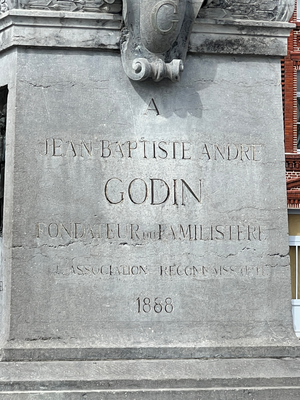 G
A
JEAN BAPTISTE ANDRÉ
GODIN
FONDATEUR DU FAMILISTÈRE
L'ASSOCIATION RECONNAISSANTE
1888